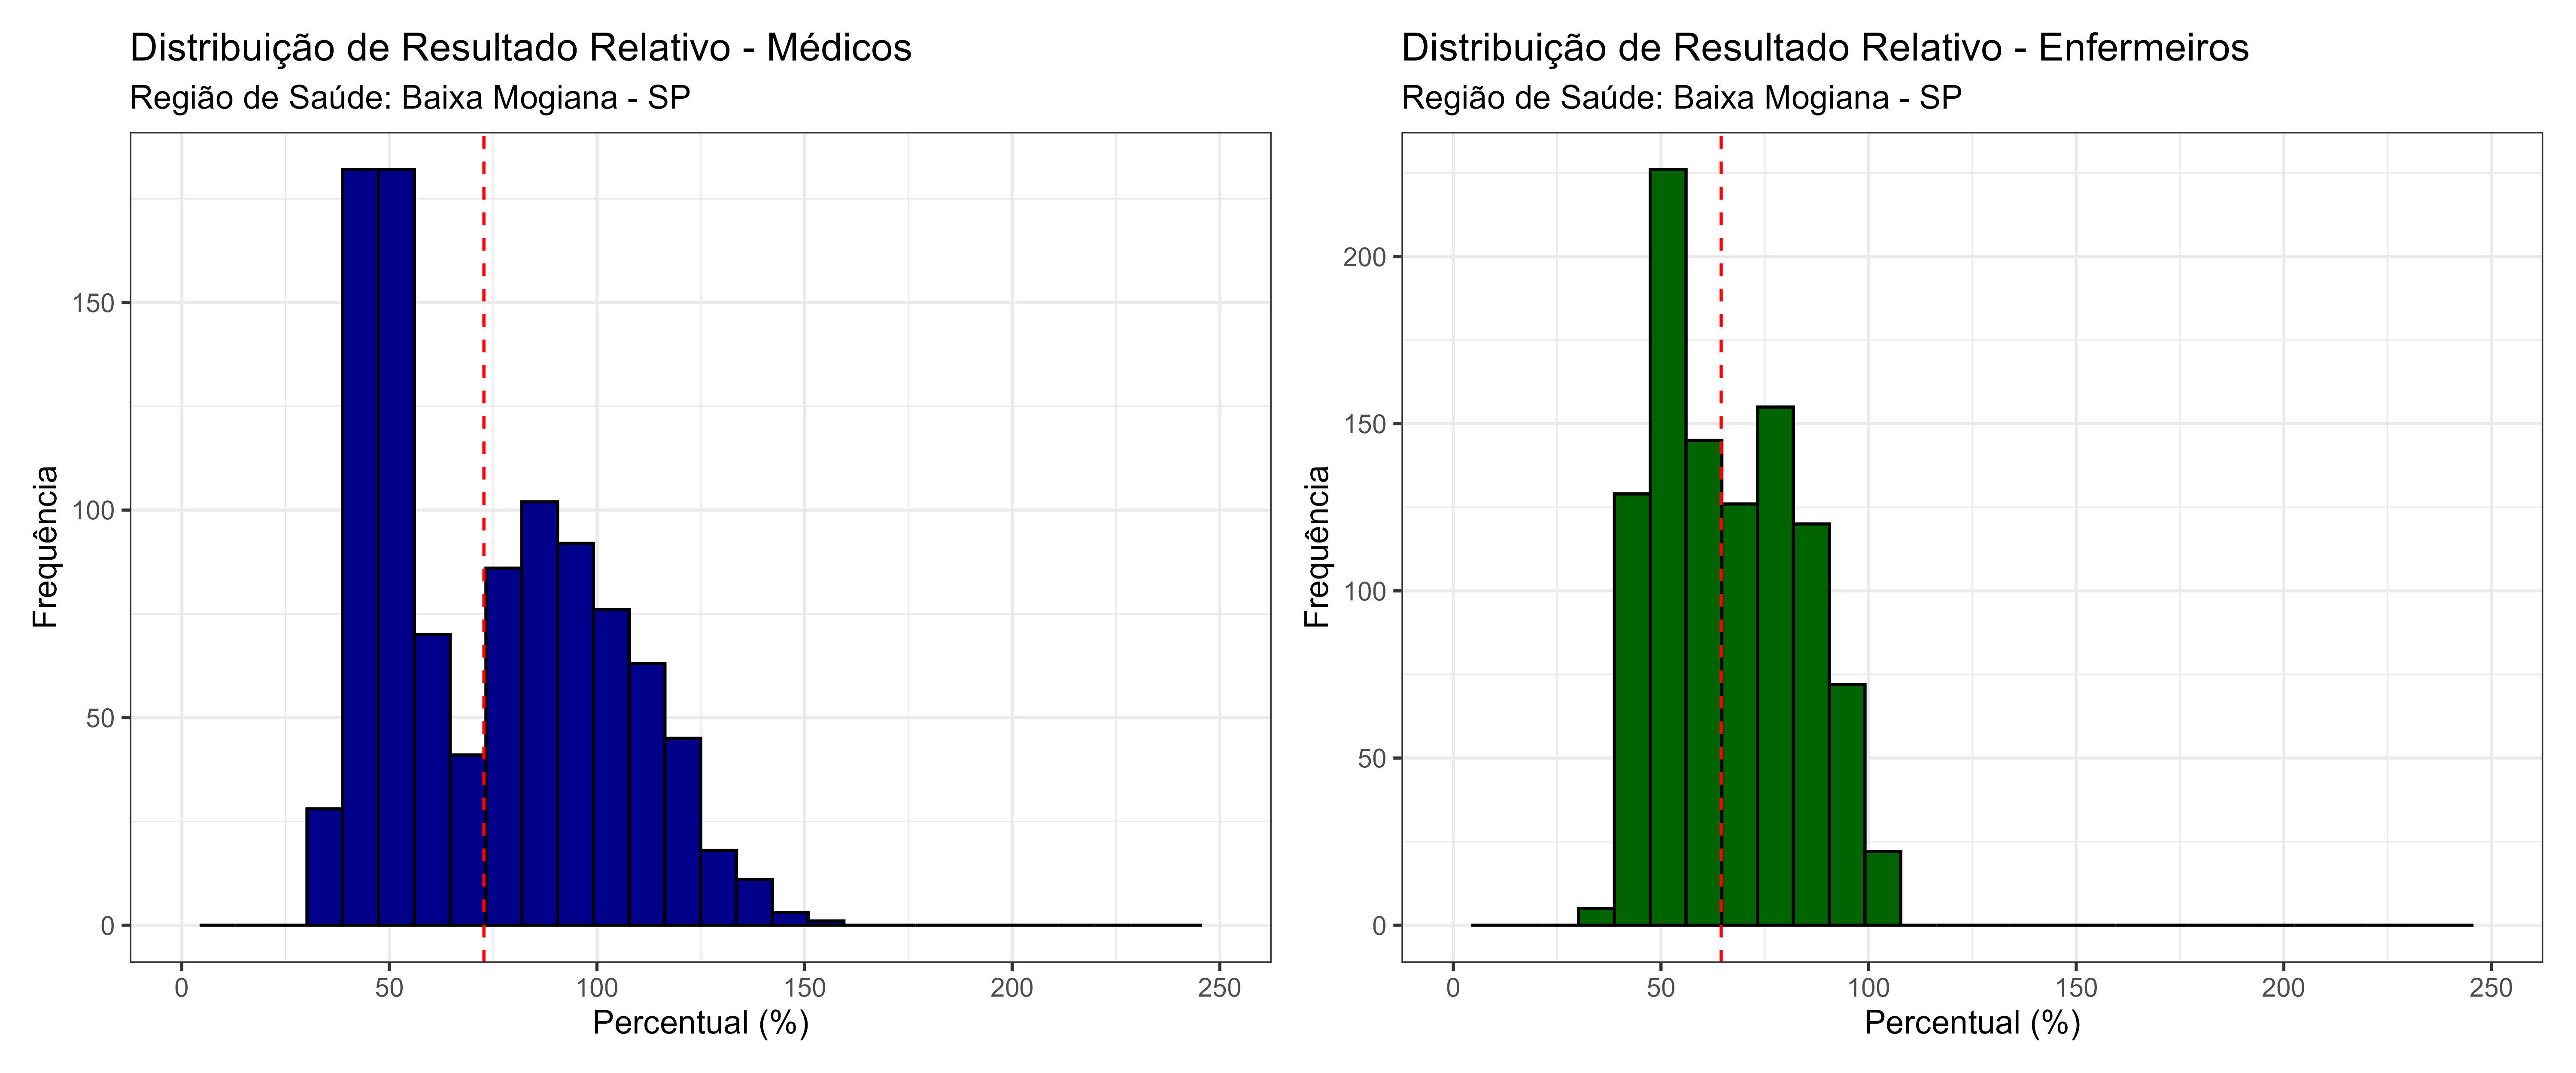 Distribuição de Resultado Relativo - Médicos
Região de Saúde: Baixa Mogiana - SP
Frequência
150
100
50
0
0 50 100 150 200 250
Percentual (%)
Distribuição de Resultado Relativo - Enfermeiros
Região de Saúde: Baixa Mogiana - SP
Frequência
200
150
100
50
0
0 50 100 150 200 250
Percentual (%)